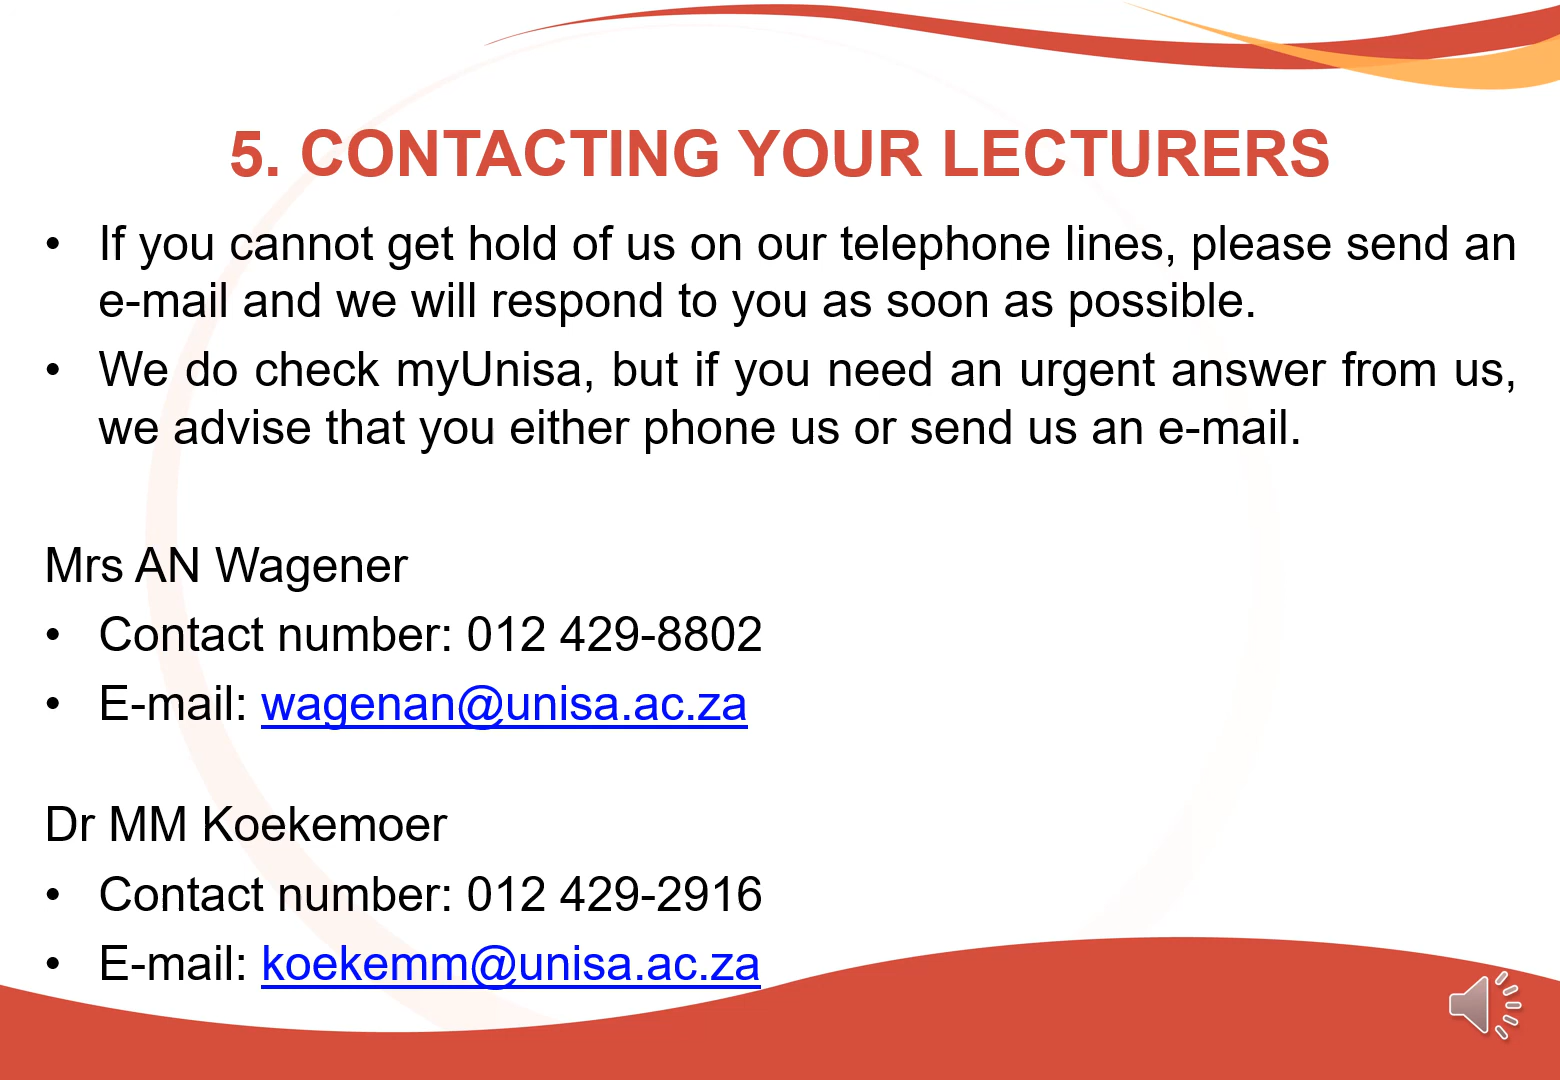 5. CONTACTING YOUR LECTURERS
• If you cannot get hold of us on our telephone lines, please send an
e-mail and we will respond to you as soon as possible.
• We do check myUnisa, but if you need an urgent answer from us,
we advise that you either phone us or send us an e-mail.
Mrs AN Wagener
• Contact number: 012 429-8802
• E-mail: wagenan@unisa.ac.za
Dr MM Koekemoer
• Contact number: 012 429-2916
• E-mail: koekemm@unisa.ac.za